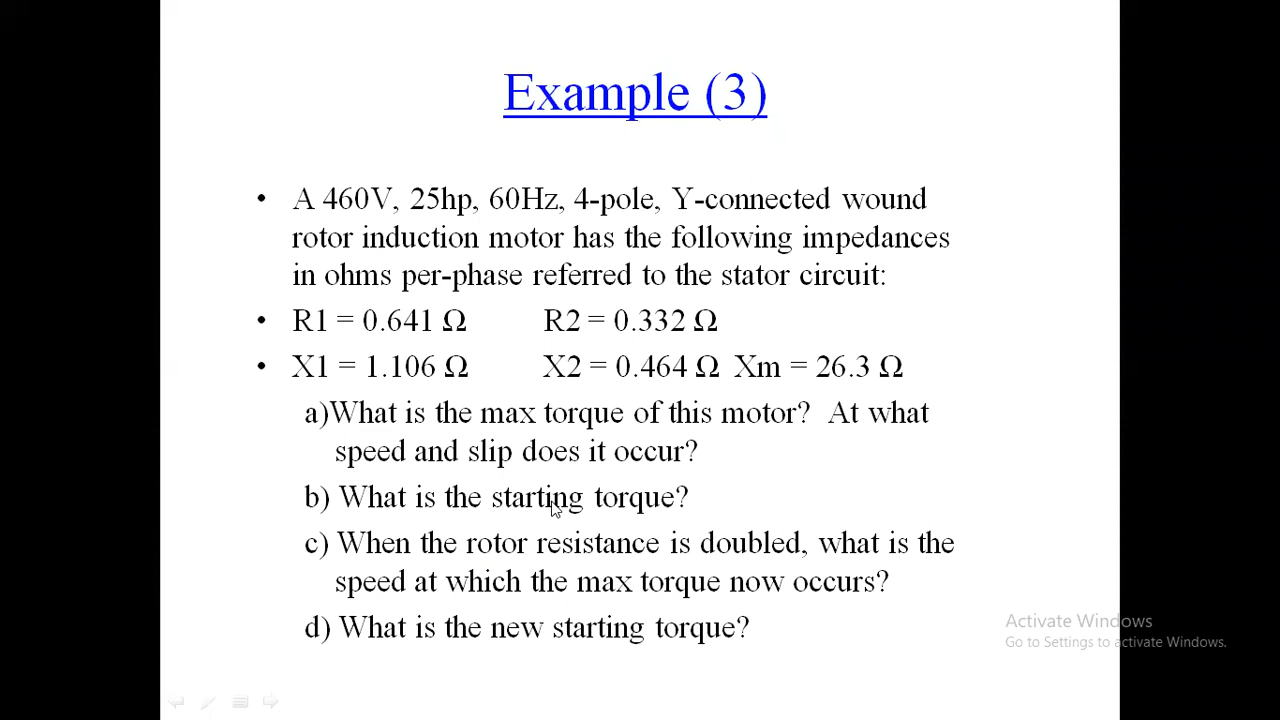 Example (3)
• A 460V, 25hp, 60Hz, 4-pole, Y-connected wound
rotor induction motor has the following impedances
in ohms per-phase referred to the stator circuit:
• R1 = 0.641 Ω R2 = 0.332 Ω
• X1 = 1.106 Ω X2 = 0.464 Ω Xm = 26.3 Ω
a)What is the max torque of this motor? At what
speed and slip does it occur?
b) What is the starting torque?
c) When the rotor resistance is doubled, what is the
speed at which the max torque now occurs?
d) What is the new starting torque?
Activate Windows
Go to Settings to activate Windows.